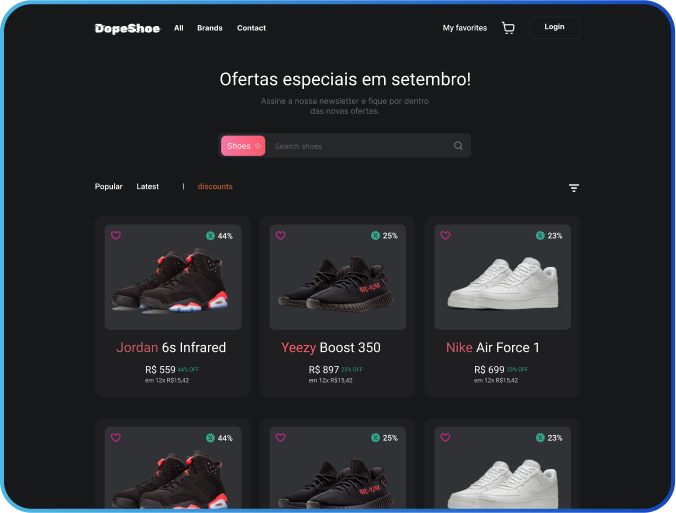 DopeShoe All Brands Contact My favorites Login
Ofertas especiais em setembro!
Assine a nossa newsletter e fique por dentro
das novas ofertas.
Shoes Search shoes
Popular Latest | discounts
44% 25% 23%
Jordan 6s Infrared Yeezy Boost 350 Nike Air Force 1
R$ 559 44% OFF R$ 897 25% OFF R$ 699 23% OFF
em 12x R$15,42 em 12x R$15,42 em 12x R$15,42
44% 25% 23%